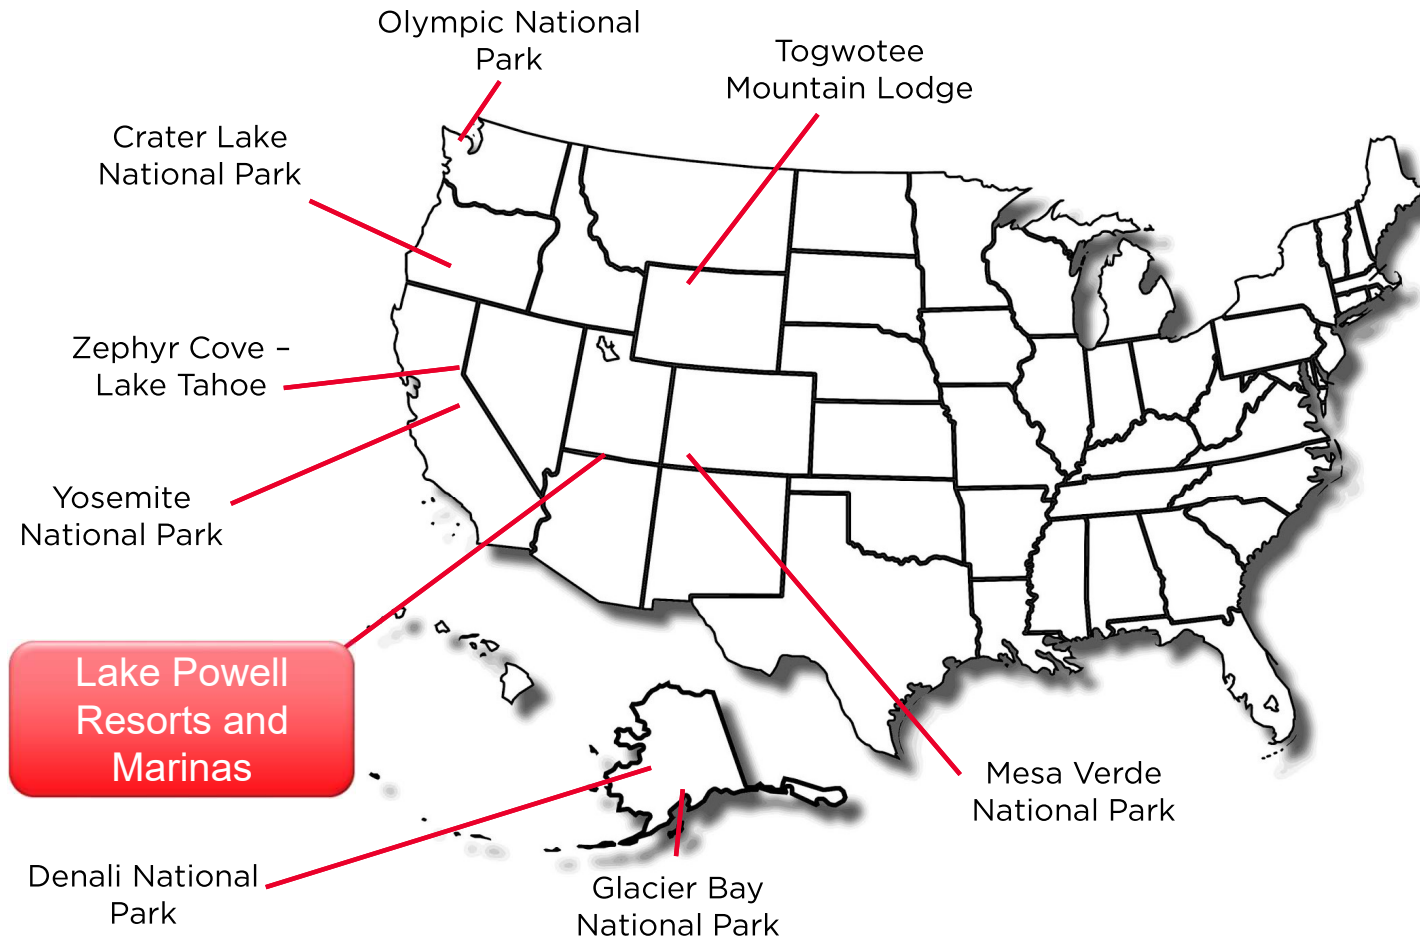 Olympic National
Park
Togwotee
Mountain Lodge
Crater Lake
National Park
Zephyr Cove –
Lake Tahoe
Yosemite
National Park
Lake Powell
Resorts and
Marinas
Mesa Verde
National Park
Denali National
Park
Glacier Bay
National Park